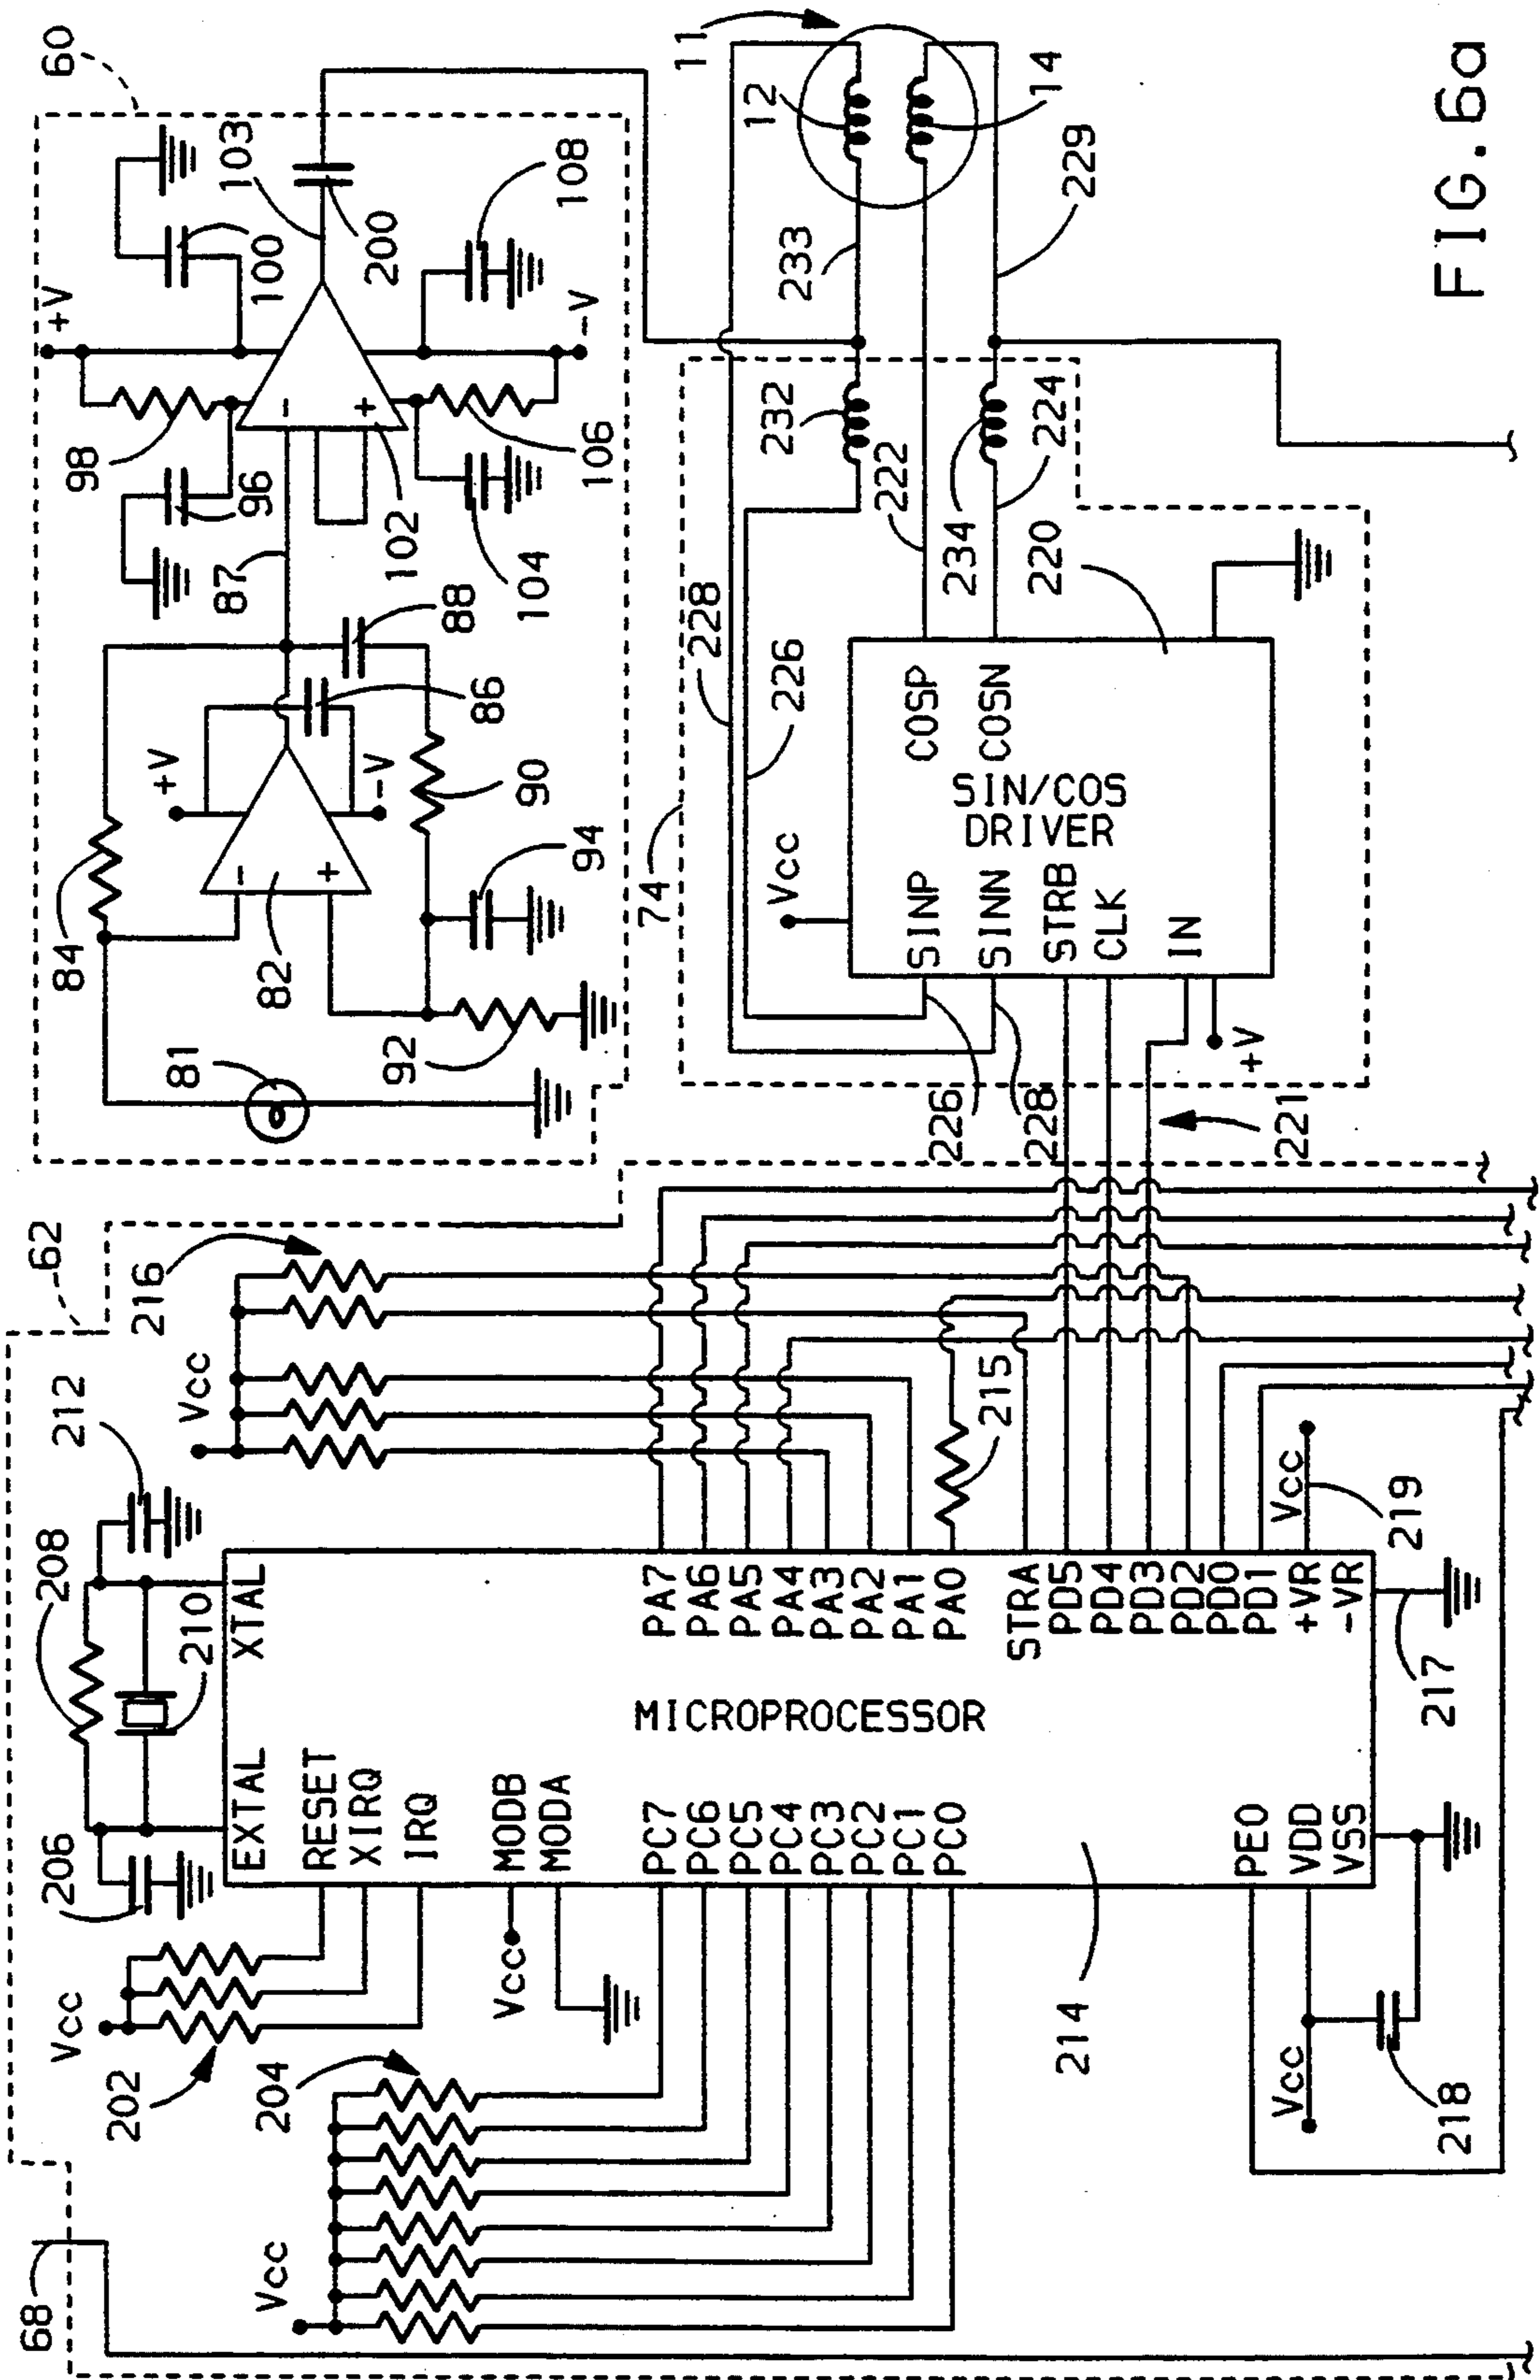 68
Vcc
204
Vcc
202
206
208
212
210
EXTAL
XTAL
RESET
XIRQ
IRQ
Vcc
MODB
MODA
PC7
PC6
PC5
PC4
PC3
PC2
PC1
PC0
PE0
VDD
VSS
MICROPROCESSOR
214
Vcc
218
PA7
PA6
PA5
PA4
PA3
PA2
PA1
PA0
STRA
PD5
PD4
PD3
PD2
PD0
PD1
+VR
-VR
217
Vcc
219
215
Vcc
216
62
60
81
84
82
-
+
+V
-V
86
88
90
92
94
87
96
98
+V
100
103
102
-
+
104
106
-V
108
200
74
228
226
226
228
221
Vcc
+V
SINP
SINN
STRB
CLK
IN
SIN/COS
DRIVER
COSP
COSN
220
222
224
234
232
233
229
11
12
14
FIG.6a